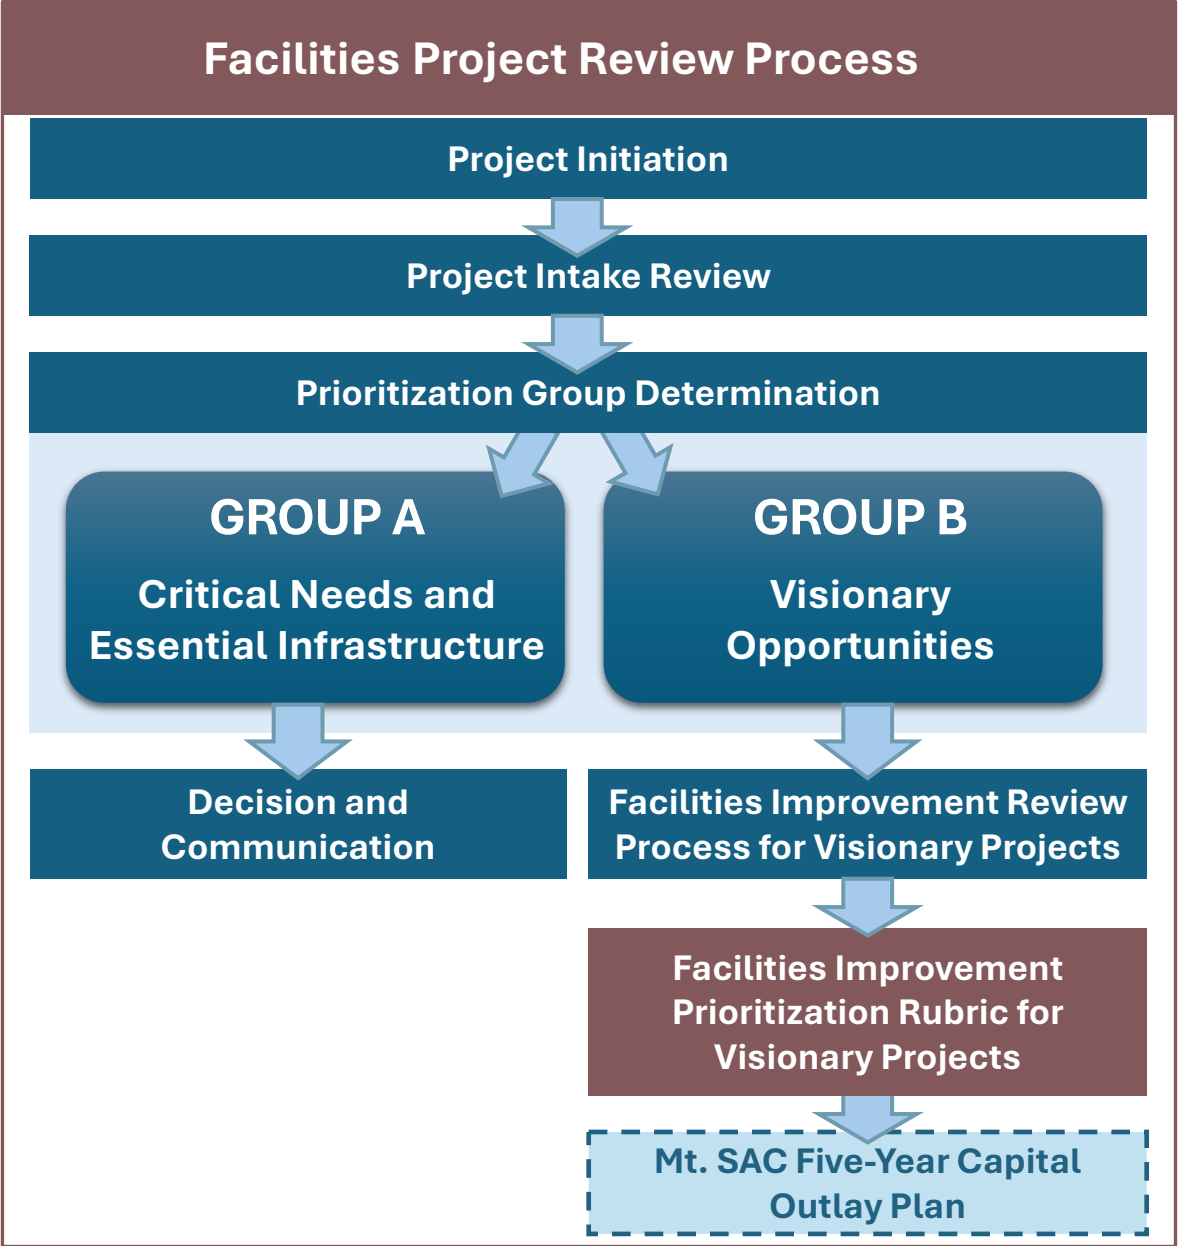 Facilities Project Review Process
Project Initiation
Project Intake Review
Prioritization Group Determination
GROUP A
Critical Needs and
Essential Infrastructure
GROUP B
Visionary
Opportunities
Decision and
Communication
Facilities Improvement Review
Process for Visionary Projects
Facilities Improvement
Prioritization Rubric for
Visionary Projects
Mt. SAC Five-Year Capital
Outlay Plan